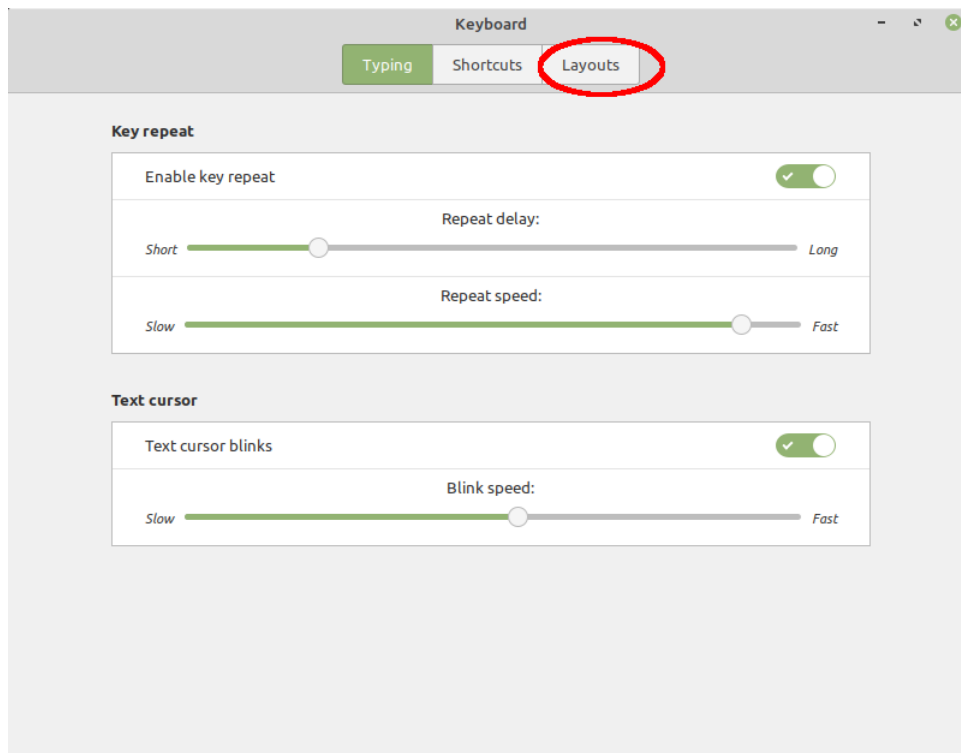 Keyboard
Typing Shortcuts Layouts
Key repeat
Enable key repeat
Repeat delay:
Short Long
Repeat speed:
Slow Fast
Text cursor
Text cursor blinks
Blink speed:
Slow Fast